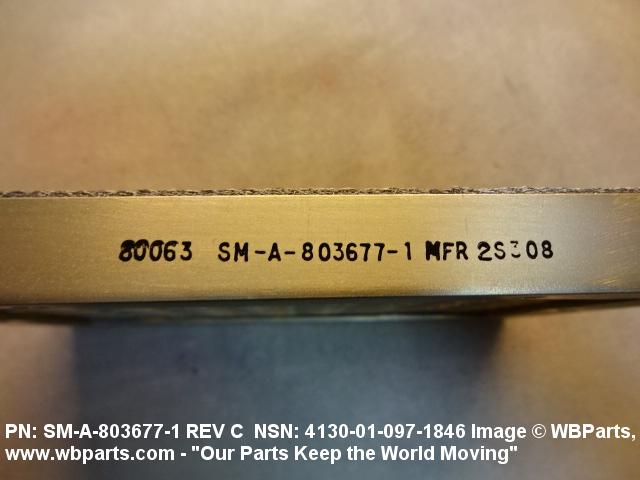 80063 SM-A-803677-1 MFR 2S308
PN: SM-A-803677-1 REV C NSN: 4130-01-097-1846 Image © WBParts,
www.wbparts.com - "Our Parts Keep the World Moving"